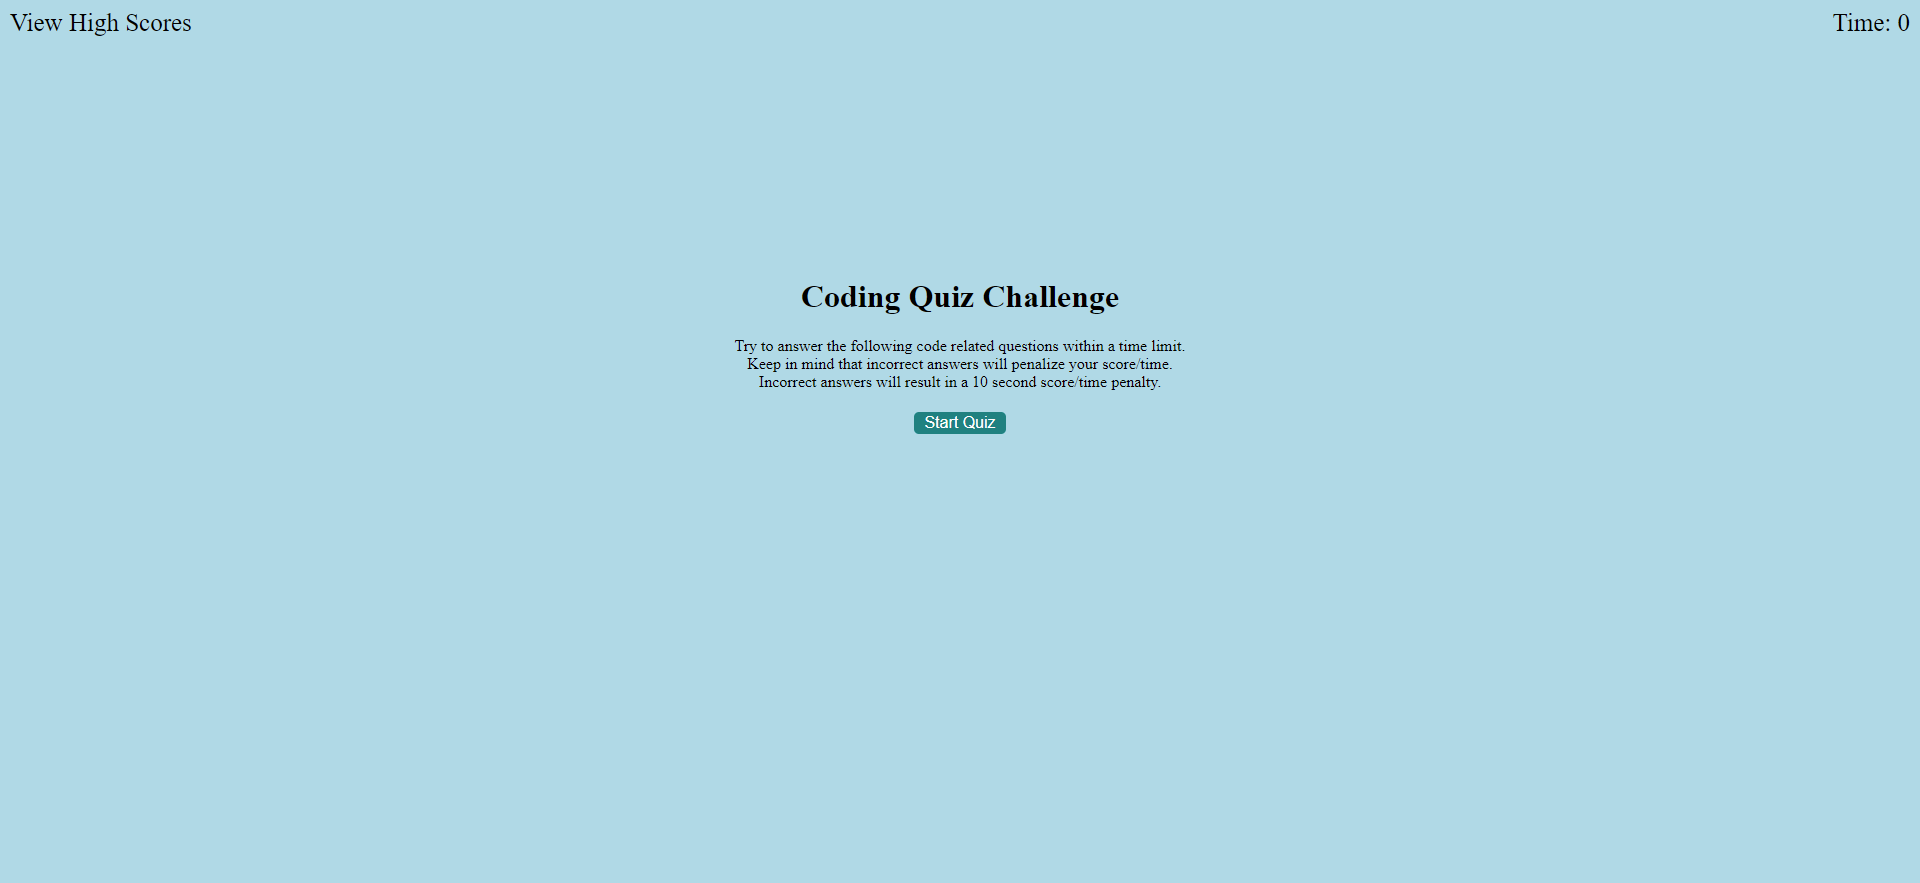 View High Scores
Time: 0
Coding Quiz Challenge
Try to answer the following code related questions within a time limit.
Keep in mind that incorrect answers will penalize your score/time.
Incorrect answers will result in a 10 second score/time penalty.
Start Quiz